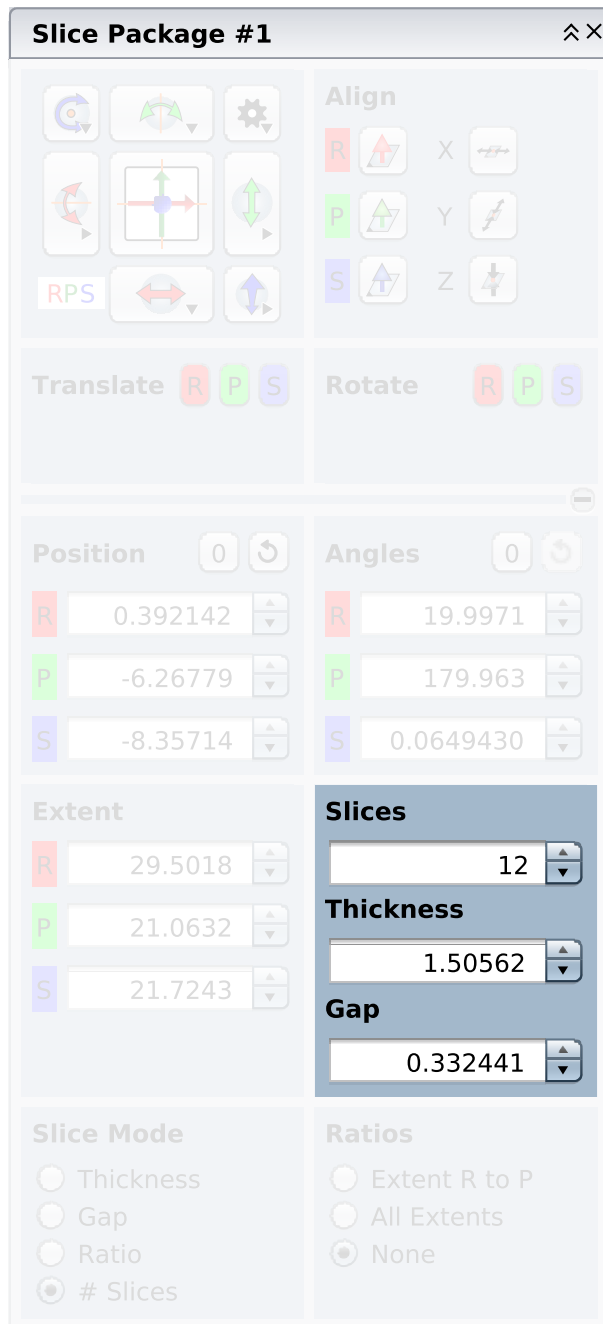 Slice Package #1
Align
R X
P Y
RPS
S Z
Translate R P S
Rotate R P S
Position 0
R 0.392142
P -6.26779
S -8.35714
Angles 0
R 19.9971
P 179.963
S 0.0649430
Extent
R 29.5018
P 21.0632
S 21.7243
Slices
12
Thickness
1.50562
Gap
0.332441
Slice Mode
Thickness
Gap
Ratio
# Slices
Ratios
Extent R to P
All Extents
None